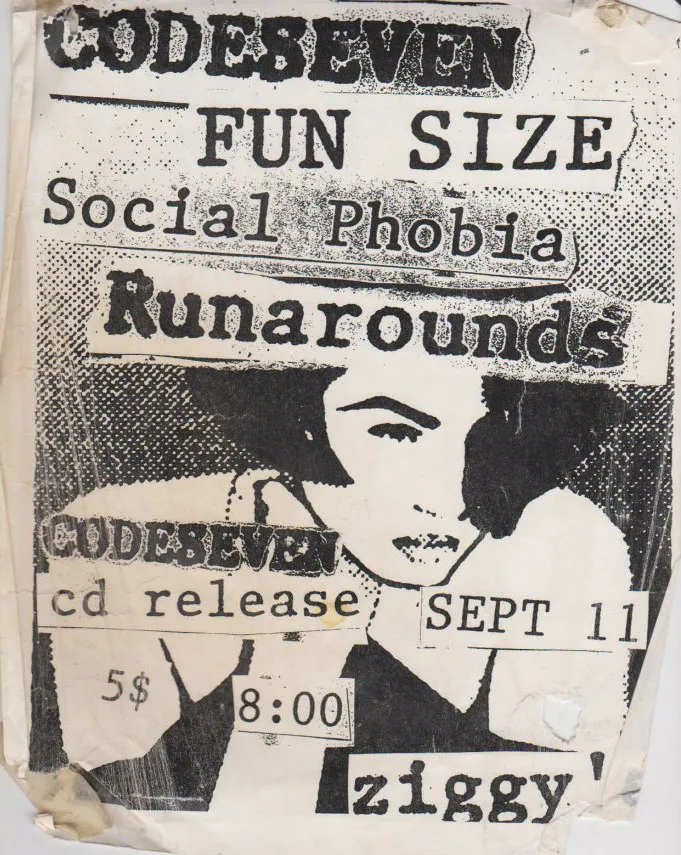 CODESEVEN
FUN SIZE
Social Phobia
Runarounds
CODESEVEN
cd release
SEPT 11
5$
8:00
ziggy'